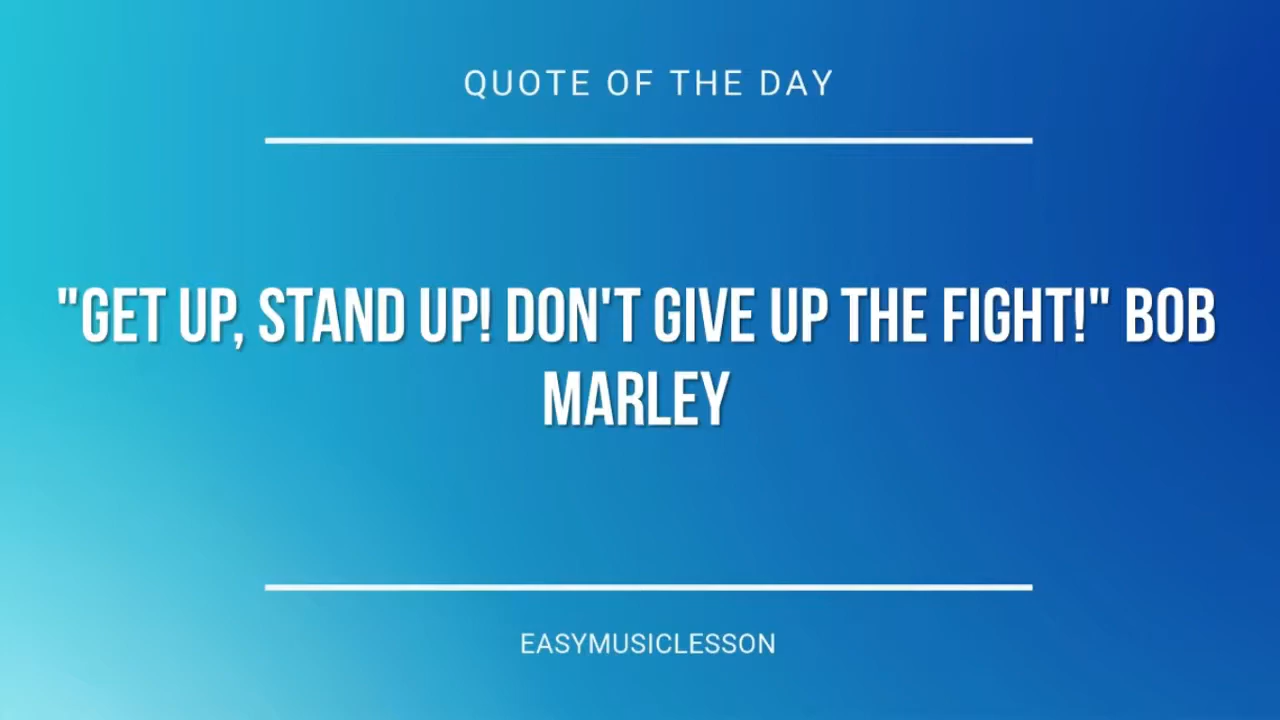 QUOTE OF THE DAY
"GET UP, STAND UP! DON'T GIVE UP THE FIGHT!" BOB
MARLEY
EASYMUSICLESSON